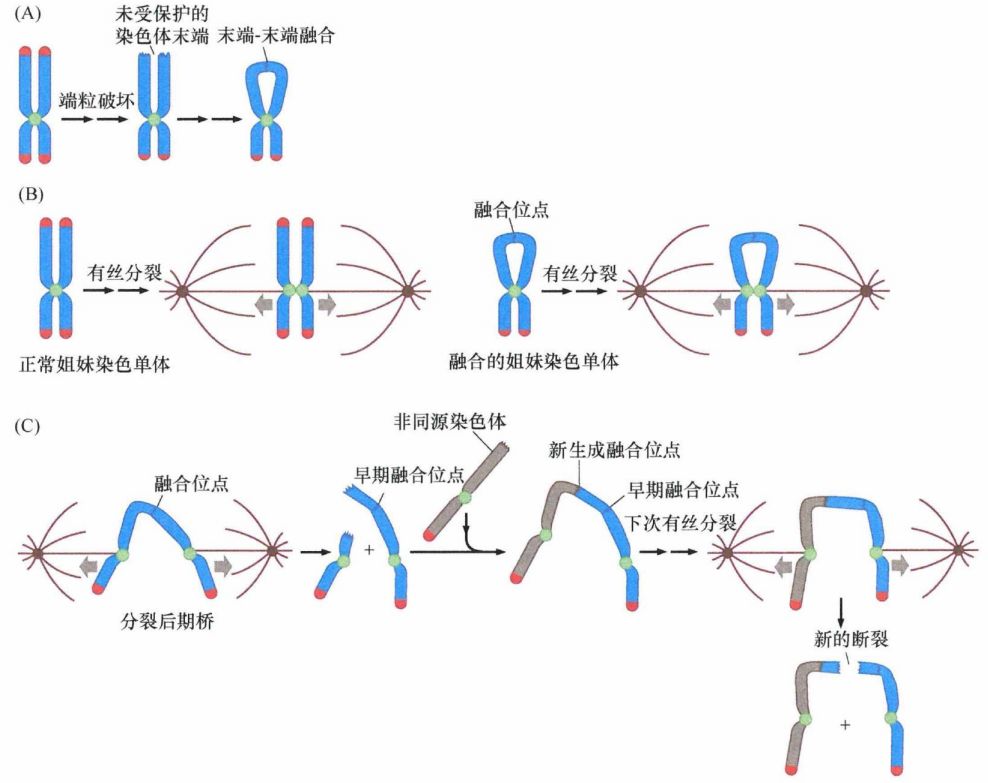 (A)
未受保护的
染色体末端
末端-末端融合
端粒破坏
(B)
融合位点
有丝分裂
有丝分裂
正常姐妹染色单体
融合的姐妹染色单体
(C)
非同源染色体
融合位点
早期融合位点
新生成融合位点
早期融合位点
下次有丝分裂
+
分裂后期桥
新的断裂
+